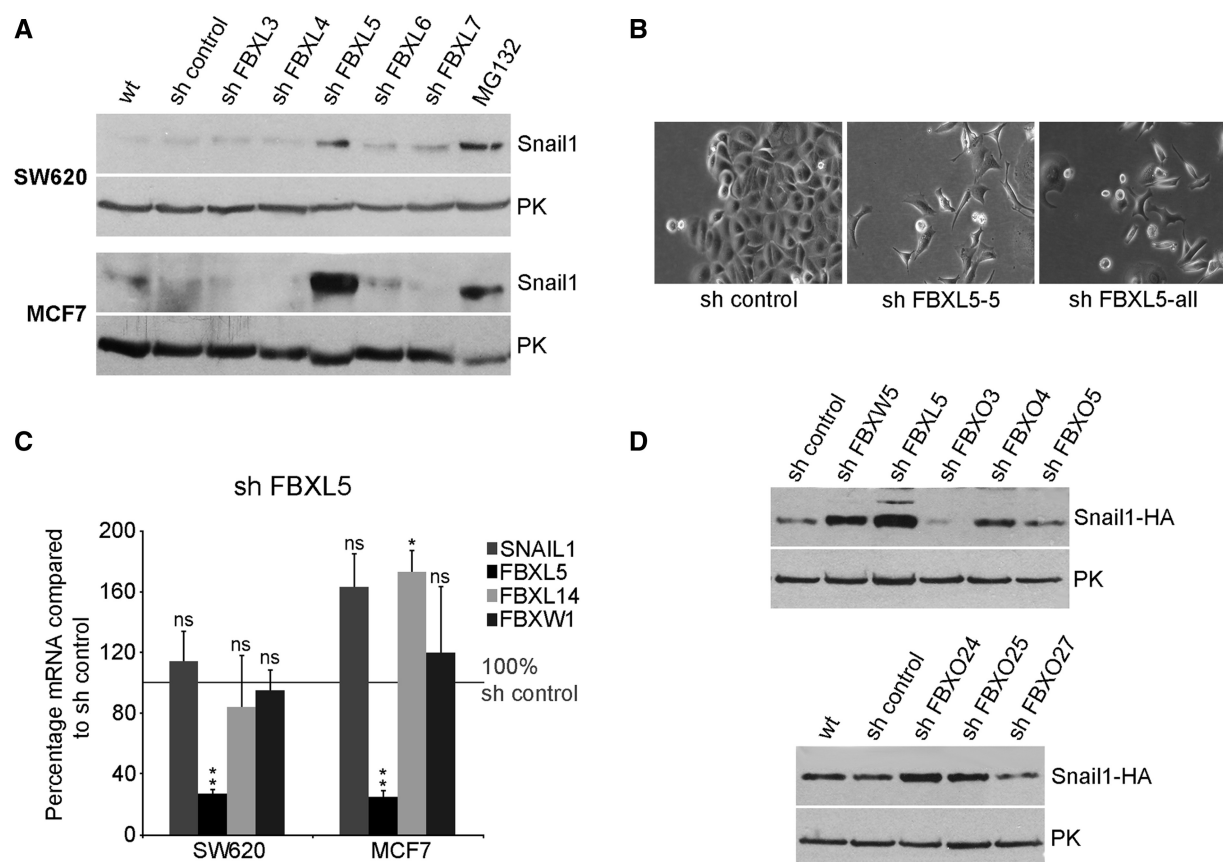 A
wt
sh control
sh FBXL3
sh FBXL4
sh FBXL5
sh FBXL6
sh FBXL7
MG132
SW620
Snail1
PK
MCF7
Snail1
PK
B
sh control
sh FBXL5-5
sh FBXL5-all
C
sh FBXL5
Percentage mRNA compared
to sh control
200
160
120
80
40
0
ns
**
ns
ns
ns
**
*
ns
SNAIL1
FBXL5
FBXL14
FBXW1
100%
sh control
SW620
MCF7
D
sh control
sh FBXW5
sh FBXL5
sh FBXO3
sh FBXO4
sh FBXO5
Snail1-HA
PK
wt
sh control
sh FBXO24
sh FBXO25
sh FBXO27
Snail1-HA
PK